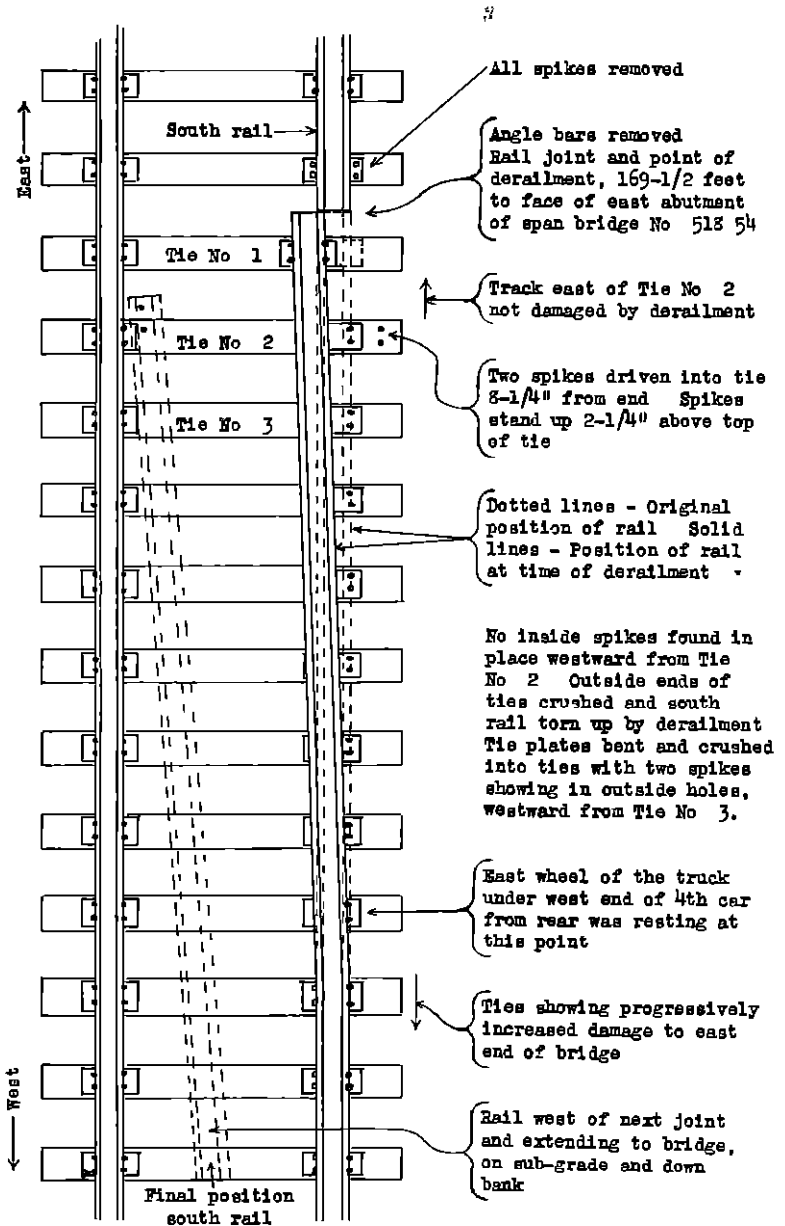 All spikes removed
East
South rail
Angle bars removed
Rail joint and point of
derailment, 169-1/2 feet
to face of east abutment
of span bridge No 518 54
Tie No 1
Track east of Tie No 2
not damaged by derailment
Tie No 2
Two spikes driven into tie
8-1/4" from end Spikes
stand up 2-1/4" above top
of tie
Tie No 3
Dotted lines - Original
position of rail Solid
lines - Position of rail
at time of derailment -
No inside spikes found in
place westward from Tie
No 2 Outside ends of
ties crushed and south
rail torn up by derailment
Tie plates bent and crushed
into ties with two spikes
showing in outside holes,
westward from Tie No 3.
East wheel of the truck
under west end of 4th car
from rear was resting at
this point
Ties showing progressively
increased damage to east
end of bridge
West
Rail west of next joint
and extending to bridge,
on sub-grade and down
bank
Final position
south rail